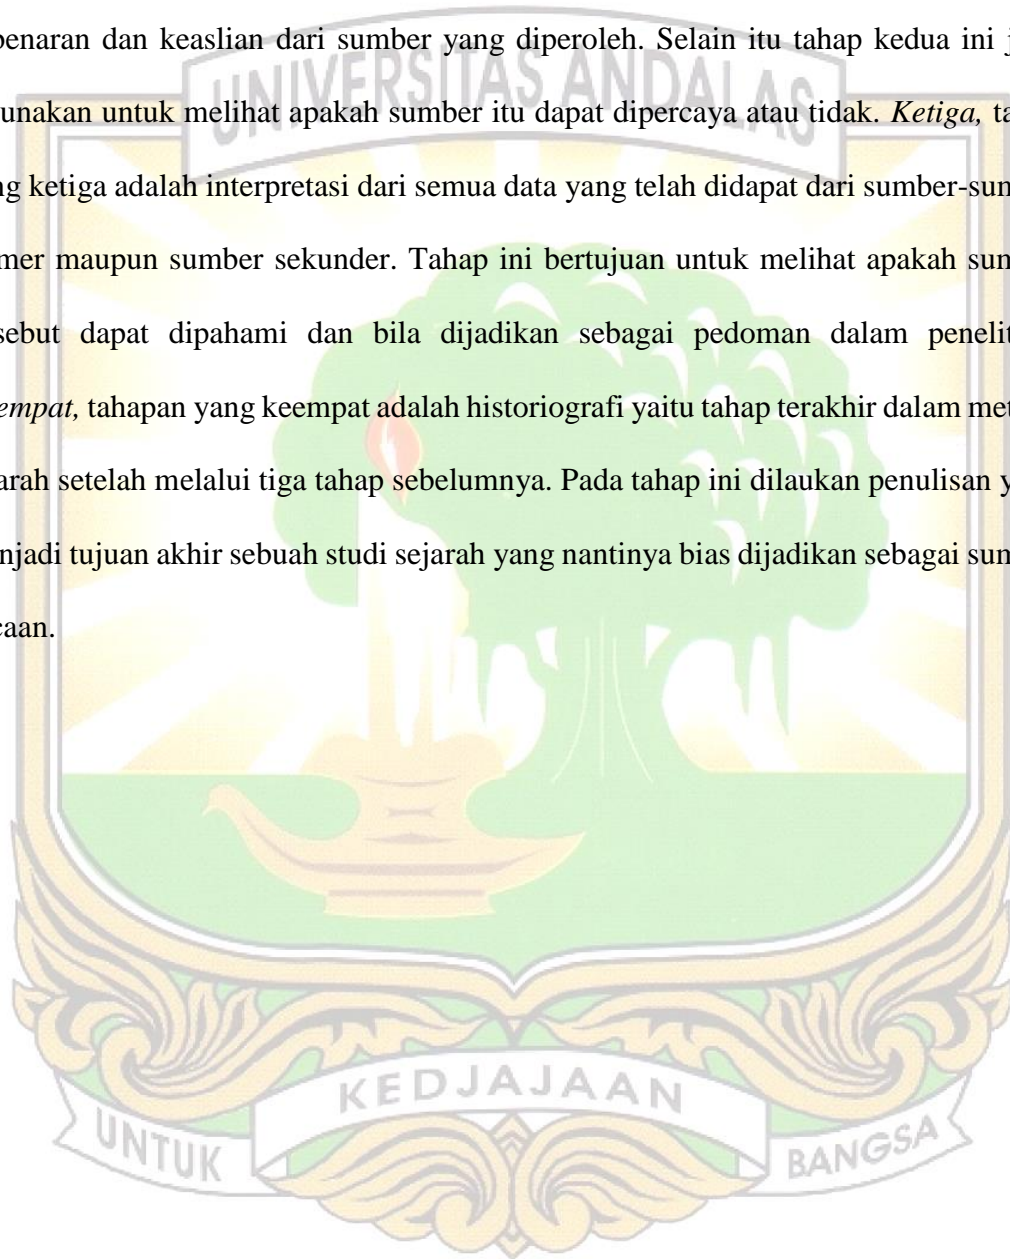 benaran dan keaslian dari sumber yang diperoleh. Selain itu tahap kedua ini j
unakan untuk melihat apakah sumber itu dapat dipercaya atau tidak. Ketiga, ta
ng ketiga adalah interpretasi dari semua data yang telah didapat dari sumber-sum
mer maupun sumber sekunder. Tahap ini bertujuan untuk melihat apakah sum
sebut dapat dipahami dan bila dijadikan sebagai pedoman dalam penelit
empat, tahapan yang keempat adalah historiografi yaitu tahap terakhir dalam met
arah setelah melalui tiga tahap sebelumnya. Pada tahap ini dilaukan penulisan y
njadi tujuan akhir sebuah studi sejarah yang nantinya bias dijadikan sebagai sum
caan.
UNIVERSITAS ANDALAS
UNTUK KEDJAJAAN BANGSA